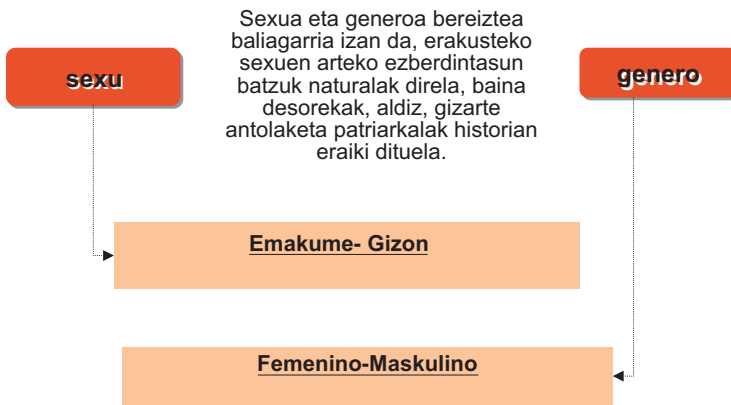 Sexua eta generoa bereiztea
baliagarria izan da, erakusteko
sexuen arteko ezberdintasun
batzuk naturalak direla, baina
desorekak, aldiz, gizarte
antolaketa patriarkalak historian
eraiki dituela.
sexu
genero
Emakume- Gizon
Femenino-Maskulino